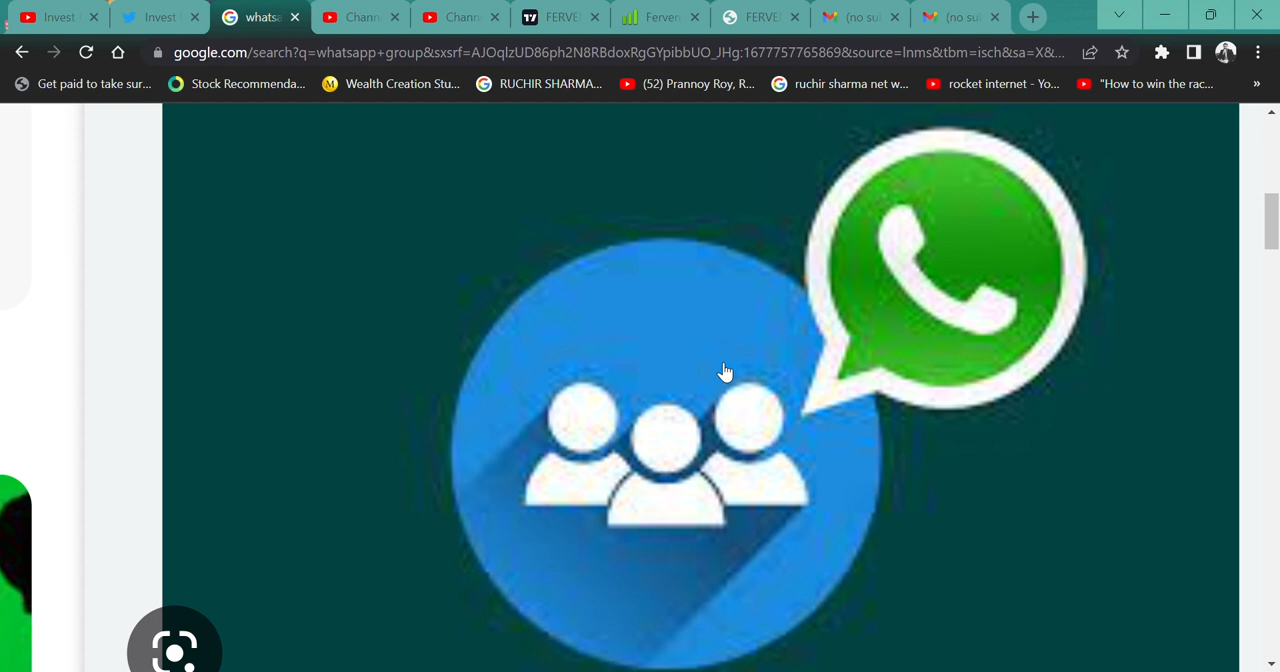 Invest
Invest
whatsa
Chann
Chann
FERVE
Ferven
FERVE
(no su
(no su
google.com/search?q=whatsapp+group&sxsrf=AJOqlzUD86ph2N8RBdoxRgGYpibbUO_JHg:1677757765869&source=lnms&tbm=isch&sa=X&...
Get paid to take sur...
Stock Recommenda...
Wealth Creation Stu...
RUCHIR SHARMA...
(52) Prannoy Roy, R...
ruchir sharma net w...
rocket internet - Yo...
"How to win the rac...
»